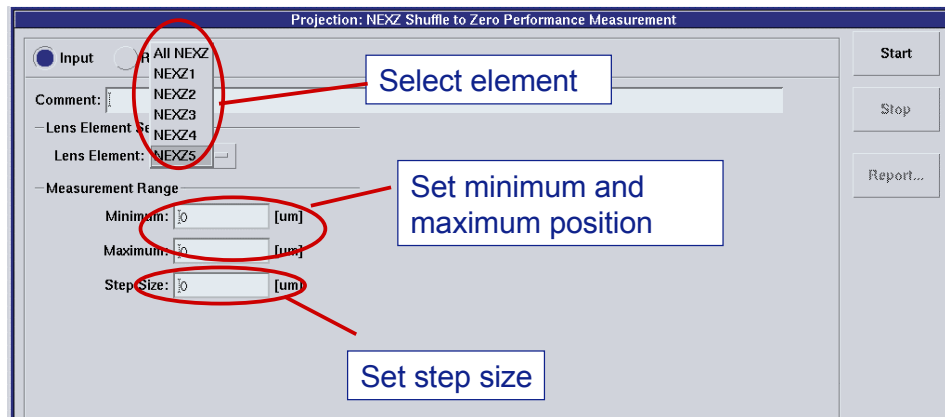 Projection: NEXZ Shuffle to Zero Performance Measurement
Input
R
All NEXZ
NEXZ1
NEXZ2
NEXZ3
NEXZ4
NEXZ5
Select element
Start
Comment:
Stop
Lens Element Se
Lens Element:
Report...
Measurement Range
Set minimum and
maximum position
Minimum: 0 [um]
Maximum: 0 [um]
Step Size: 0 [um]
Set step size